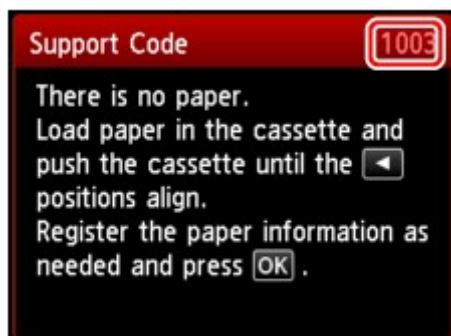 Support Code 1003
There is no paper.
Load paper in the cassette and
push the cassette until the ◀
positions align.
Register the paper information as
needed and press OK .